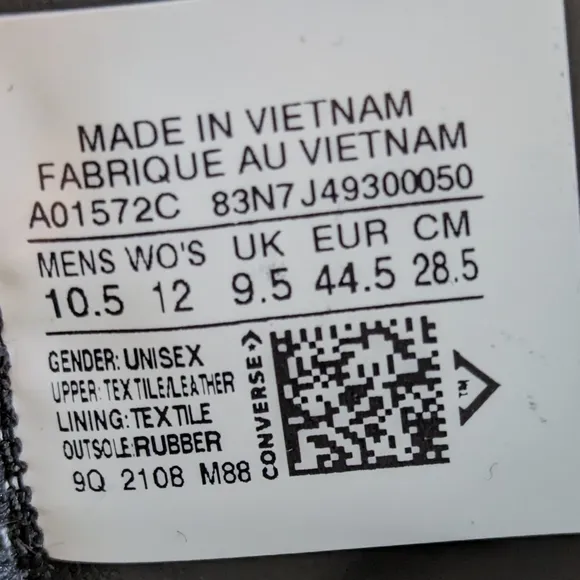 MADE IN VIETNAM
FABRIQUE AU VIETNAM
A01572C 83N7J49300050
MENS WO'S UK EUR CM
10.5 12 9.5 44.5 28.5
GENDER: UNISEX
UPPER: TEXTILE/LEATHER
LINING: TEXTILE
OUTSOLE: RUBBER
9Q 2108 M88
CONVERSE
TM